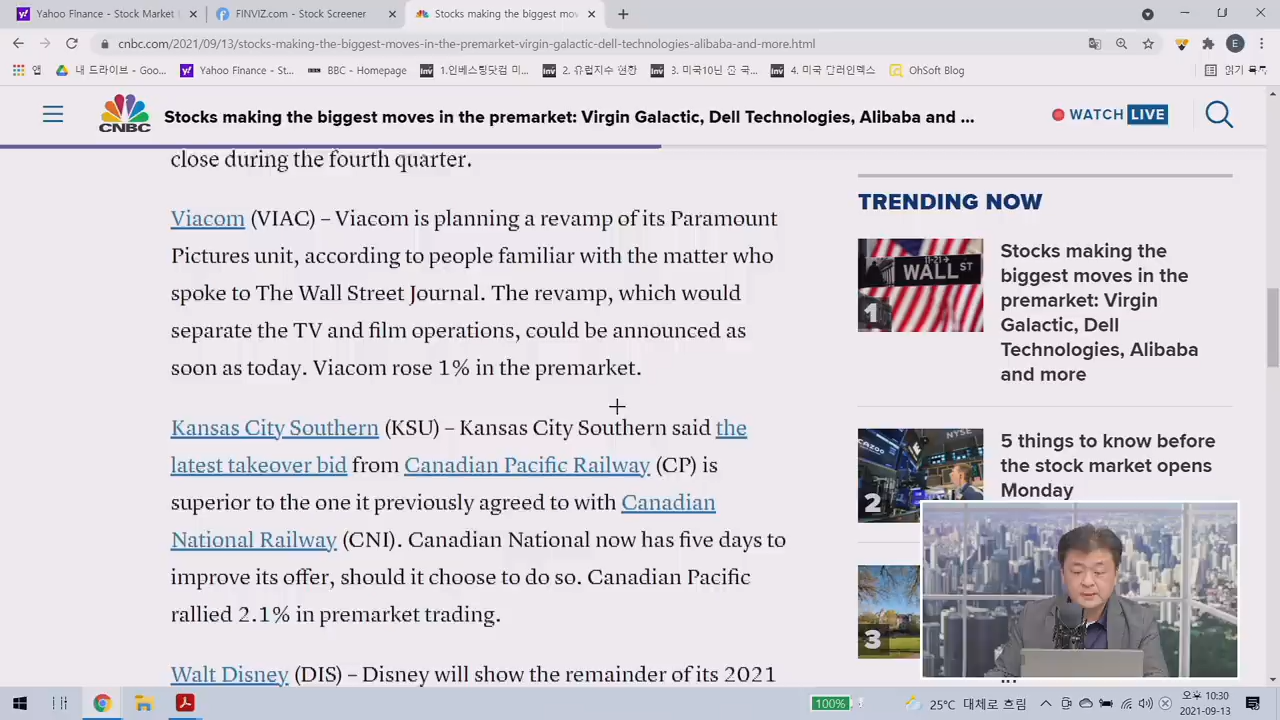 Yahoo Finance - Stock Market
FINVIZ.com - Stock Screener
Stocks making the biggest mov
cnbc.com/2021/09/13/stocks-making-the-biggest-moves-in-the-premarket-virgin-galactic-dell-technologies-alibaba-and-more.html
E
앱
내 드라이브 - Goo...
Yahoo Finance - St...
BBC - Homepage
1.인베스팅닷컴 미...
2. 유럽지수 현황
3. 미국10년 만 국...
4. 미국 달러인덱스
OhSoft Blog
읽기 목록
CNBC
Stocks making the biggest moves in the premarket: Virgin Galactic, Dell Technologies, Alibaba and ...
WATCH LIVE
close during the fourth quarter.
Viacom (VIAC) – Viacom is planning a revamp of its Paramount
Pictures unit, according to people familiar with the matter who
spoke to The Wall Street Journal. The revamp, which would
separate the TV and film operations, could be announced as
soon as today. Viacom rose 1% in the premarket.
Kansas City Southern (KSU) – Kansas City Southern said the
latest takeover bid from Canadian Pacific Railway (CP) is
superior to the one it previously agreed to with Canadian
National Railway (CNI). Canadian National now has five days to
improve its offer, should it choose to do so. Canadian Pacific
rallied 2.1% in premarket trading.
Walt Disney (DIS) – Disney will show the remainder of its 2021
TRENDING NOW
11-21
WALL ST
1
Stocks making the
biggest moves in the
premarket: Virgin
Galactic, Dell
Technologies, Alibaba
and more
NYSE
2
5 things to know before
the stock market opens
Monday
3
...
100%
25°C 대체로 흐림
오후 10:30
2021-09-13